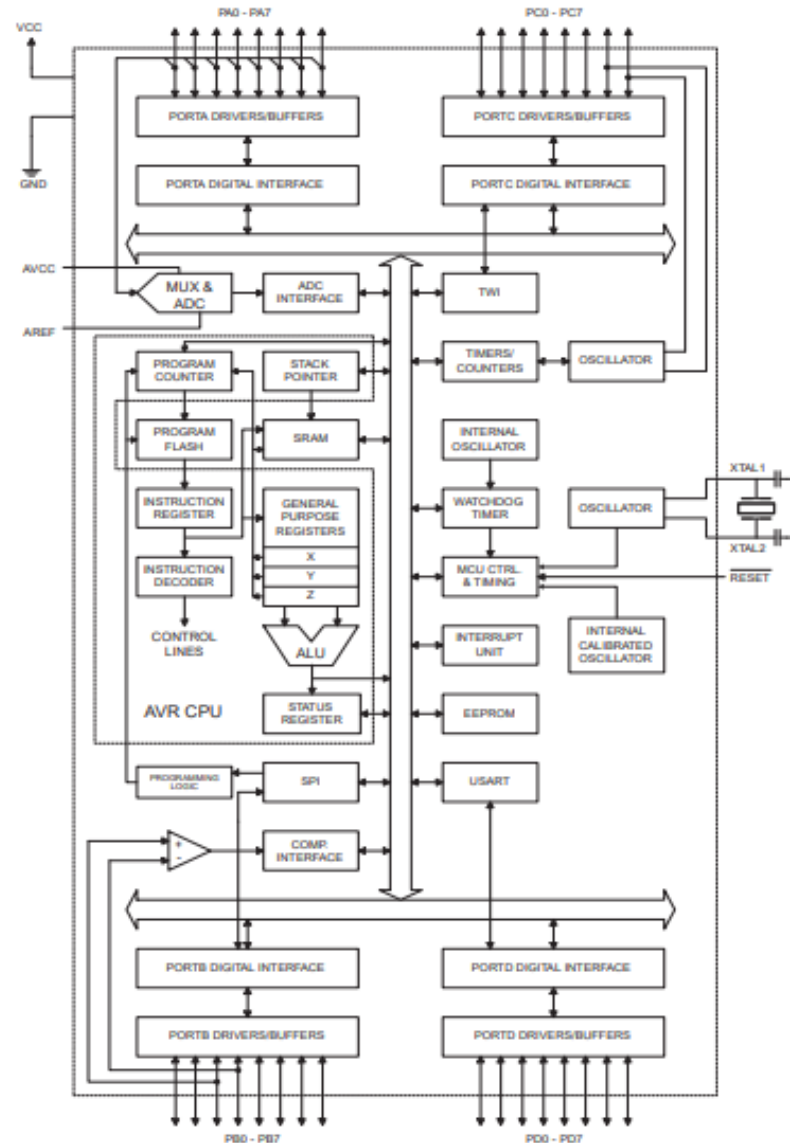 PA0 - PA7
PC0 - PC7
VCC
PORTA DRIVERS/BUFFERS
PORTC DRIVERS/BUFFERS
GND
PORTA DIGITAL INTERFACE
PORTC DIGITAL INTERFACE
AVCC
MUX &
ADC
ADC
INTERFACE
TWI
AREF
PROGRAM
COUNTER
STACK
POINTER
TIMERS/
COUNTERS
OSCILLATOR
PROGRAM
FLASH
SRAM
INTERNAL
OSCILLATOR
XTAL1
INSTRUCTION
REGISTER
GENERAL
PURPOSE
REGISTERS
WATCHDOG
TIMER
OSCILLATOR
X
XTAL2
INSTRUCTION
DECODER
Y
MCU CTRL.
& TIMING
RESET
Z
CONTROL
LINES
ALU
INTERRUPT
UNIT
INTERNAL
CALIBRATED
OSCILLATOR
AVR CPU
STATUS
REGISTER
EEPROM
PROGRAMMING
LOGIC
SPI
USART
+
-
COMP.
INTERFACE
PORTB DIGITAL INTERFACE
PORTD DIGITAL INTERFACE
PORTB DRIVERS/BUFFERS
PORTD DRIVERS/BUFFERS
PB0 - PB7
PD0 - PD7